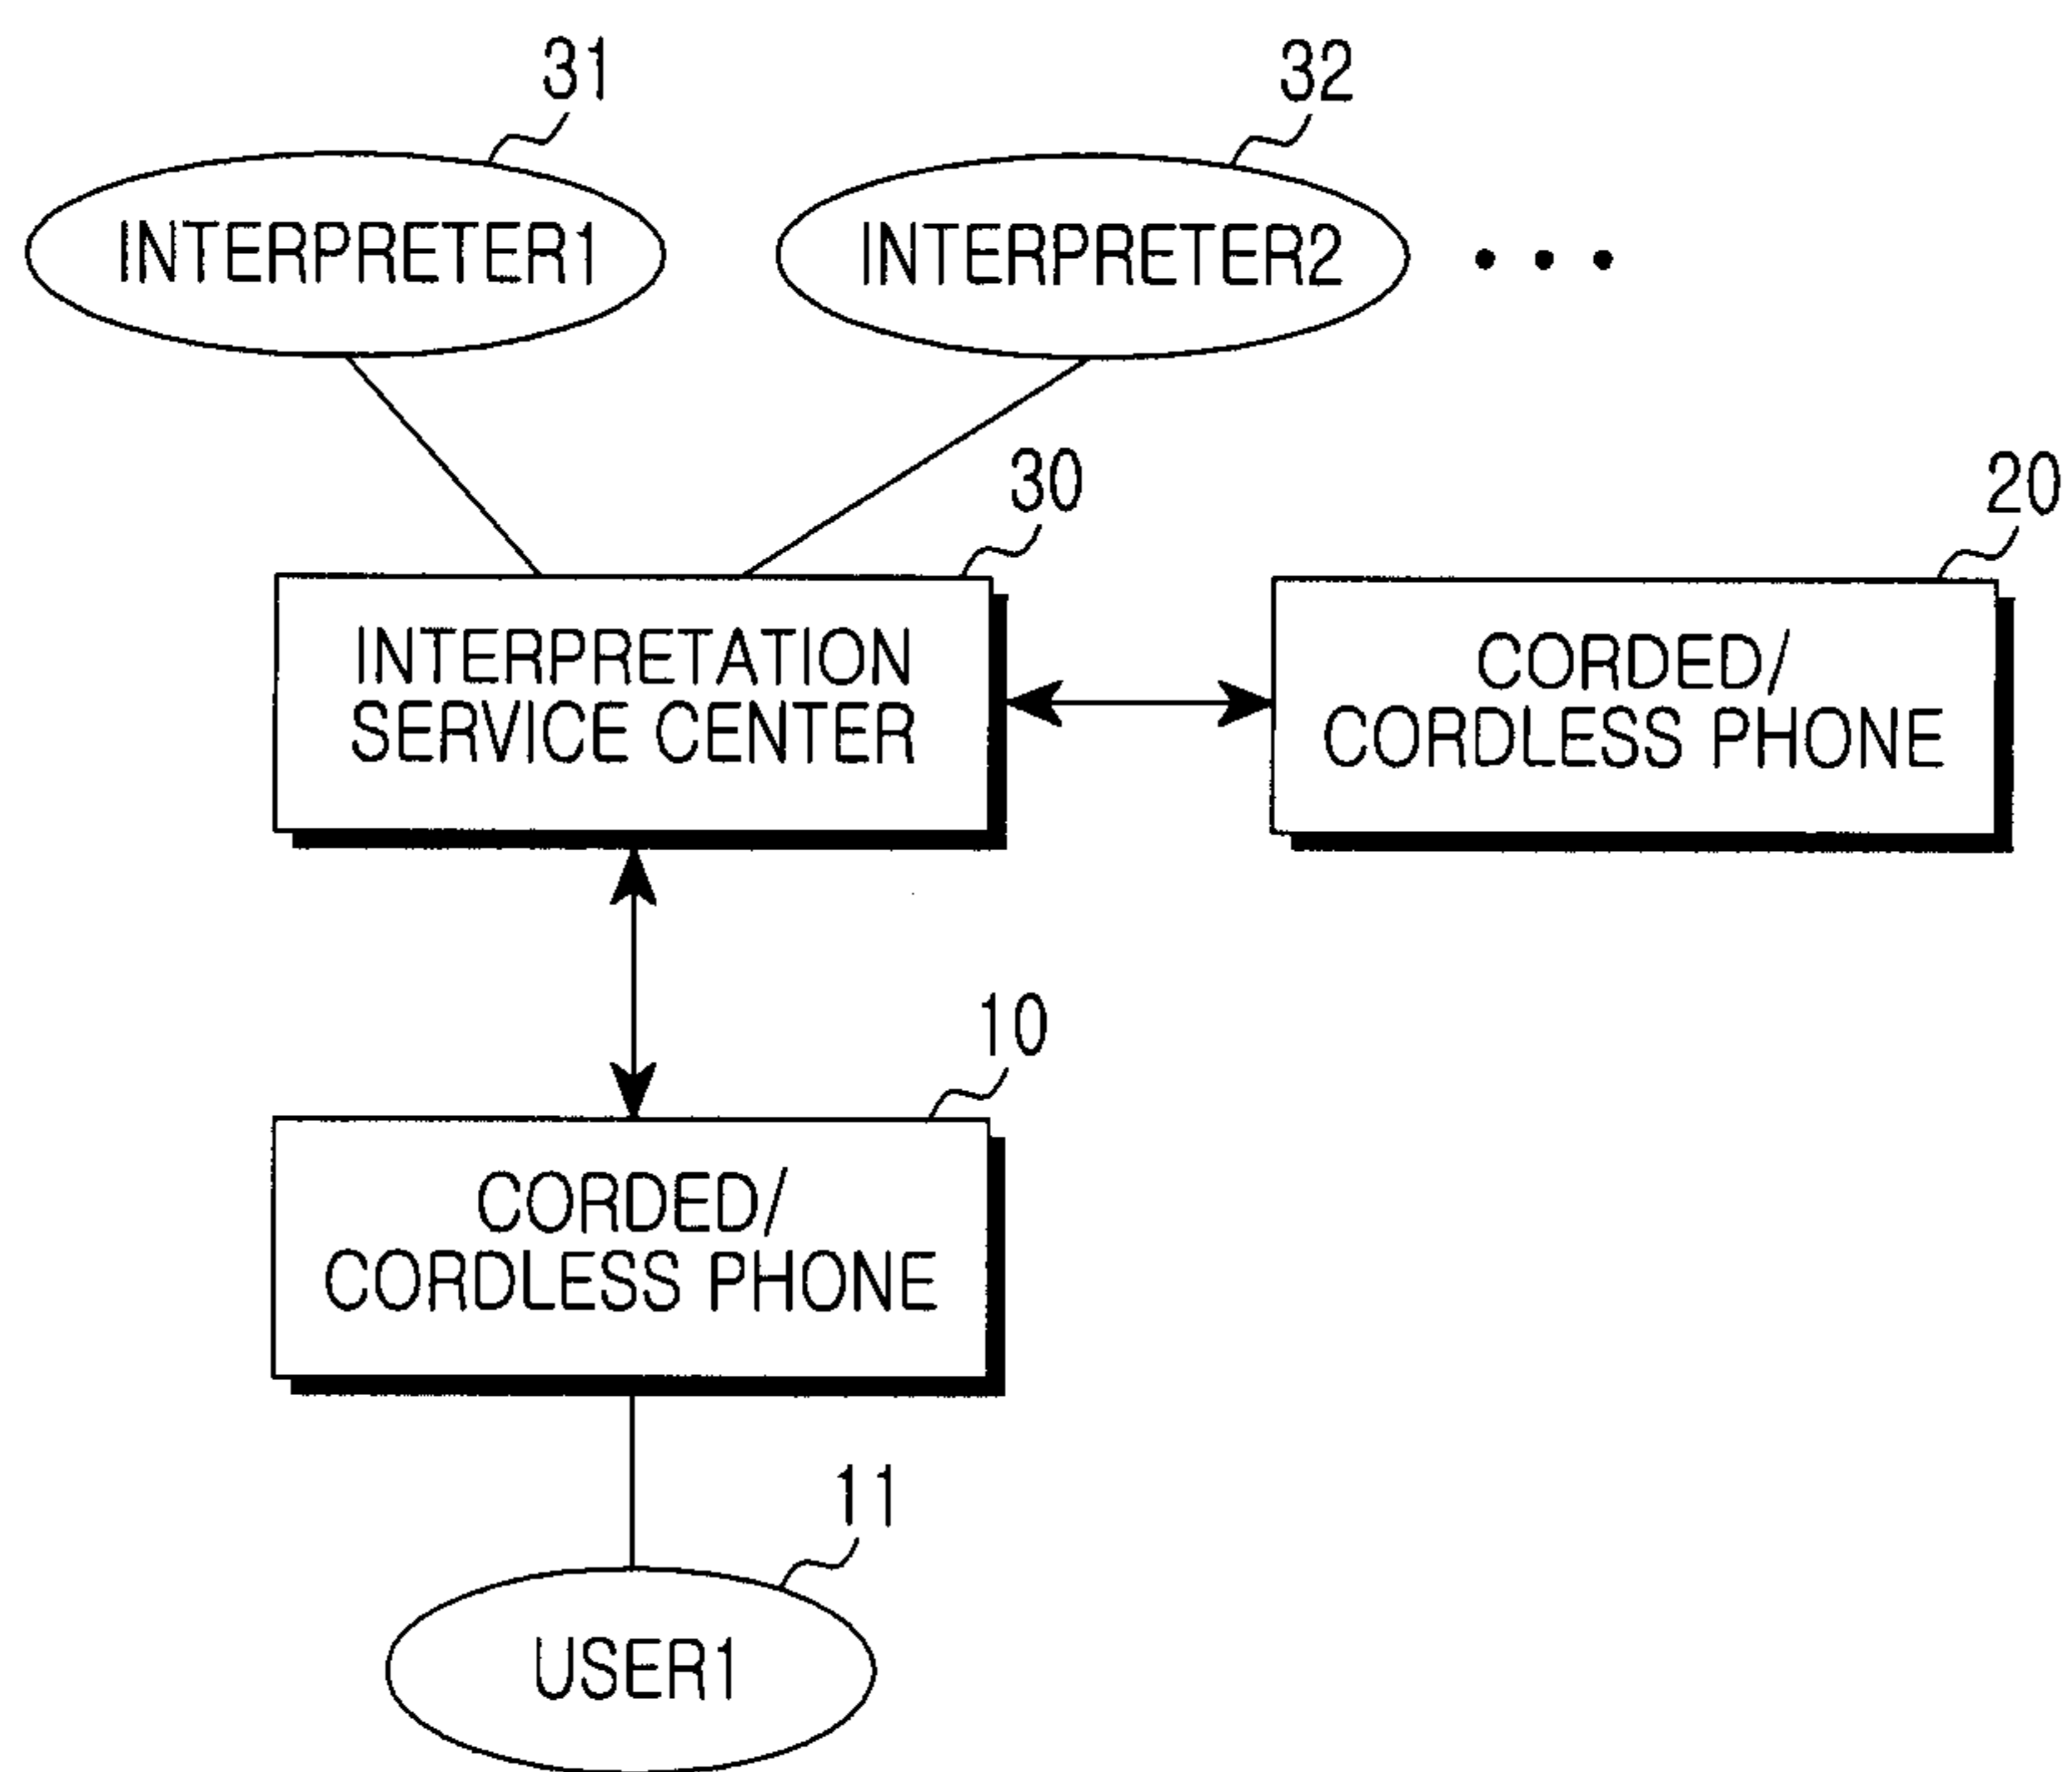 31
32
INTERPRETER1
INTERPRETER2
• • •
30
20
INTERPRETATION
SERVICE CENTER
CORDED/
CORDLESS PHONE
10
CORDED/
CORDLESS PHONE
11
USER1